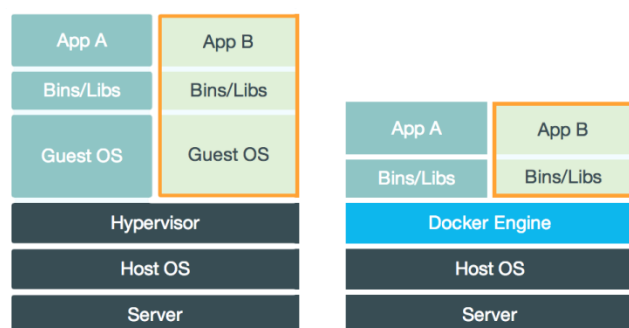 App A
App B
Bins/Libs
Bins/Libs
Guest OS
Guest OS
Hypervisor
Host OS
Server
App A
App B
Bins/Libs
Bins/Libs
Docker Engine
Host OS
Server